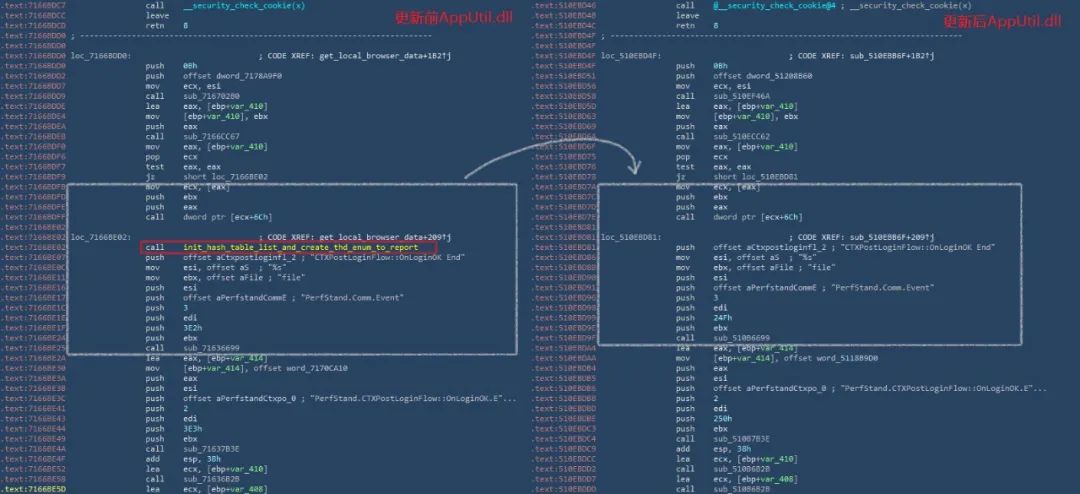 .text:7166BDC7 call __security_check_cookie(x)
.text:7166BDCC leave
.text:7166BDCD retn 8
更新前AppUtil.dll
.text:7166BDD0 ;
.text:7166BDD0
.text:7166BDD0 loc_7166BDD0: ; CODE XREF: get_local_browser_data+1B2↑j
.text:7166BDD0 push 0Bh
.text:7166BDD2 push offset dword_7178A9F0
.text:7166BDD7 mov ecx, esi
.text:7166BDD9 call sub_716702B0
.text:7166BDDE lea eax, [ebp+var_410]
.text:7166BDE4 mov [ebp+var_410], ebx
.text:7166BDEA push eax
.text:7166BDEB call sub_7166CC67
.text:7166BDF0 mov eax, [ebp+var_410]
.text:7166BDF6 pop ecx
.text:7166BDF7 test eax, eax
.text:7166BDF9 jz short loc_7166BE02
.text:7166BDFB mov ecx, [eax]
.text:7166BDFD push ebx
.text:7166BDFE push eax
.text:7166BDFF call dword ptr [ecx+6Ch]
.text:7166BE02
.text:7166BE02 loc_7166BE02: ; CODE XREF: get_local_browser_data+209↑j
.text:7166BE02 call init_hash_table_list_and_create_thd_enum_to_report
.text:7166BE07 push offset aCtxpostloginfl_2 ; "CTXPostLoginFlow::OnLoginOK End"
.text:7166BE0C mov esi, offset aS ; "%s"
.text:7166BE11 mov ebx, offset aFile ; "file"
.text:7166BE16 push esi
.text:7166BE17 push offset aPerfstandCommE ; "PerfStand.Comm.Event"
.text:7166BE1C push 3
.text:7166BE1E push edi
.text:7166BE1F push 3E2h
.text:7166BE24 push ebx
.text:7166BE25 call sub_71636699
.text:7166BE2A lea eax, [ebp+var_414]
.text:7166BE30 mov [ebp+var_414], offset word_7170CA10
.text:7166BE3A push eax
.text:7166BE3B push esi
.text:7166BE3C push offset aPerfstandCtxpo_0 ; "PerfStand.CTXPostLoginFlow::OnLoginOK.E"...
.text:7166BE41 push 2
.text:7166BE43 push edi
.text:7166BE44 push 3E3h
.text:7166BE49 push ebx
.text:7166BE4A call sub_71637B3E
.text:7166BE4F add esp, 38h
.text:7166BE52 lea ecx, [ebp+var_410]
.text:7166BE58 call sub_71636B2B
.text:7166BE5D lea ecx, [ebp+var_408]
.text:510EBD46 call @__security_check_cookie@4 ; __security_check_cookie(x)
.text:510EBD4B leave
.text:510EBD4C retn 8
更新后AppUtil.dll
.text:510EBD4F ;
.text:510EBD4F
.text:510EBD4F loc_510EBD4F: ; CODE XREF: sub_510EBB6F+1B2↑j
.text:510EBD4F push 0Bh
.text:510EBD51 push offset dword_51208B60
.text:510EBD56 mov ecx, esi
.text:510EBD58 call sub_510EF46A
.text:510EBD5D lea eax, [ebp+var_410]
.text:510EBD63 mov [ebp+var_410], ebx
.text:510EBD69 push eax
.text:510EBD6A call sub_510ECC62
.text:510EBD6F mov eax, [ebp+var_410]
.text:510EBD75 pop ecx
.text:510EBD76 test eax, eax
.text:510EBD78 jz short loc_510EBD81
.text:510EBD7A mov ecx, [eax]
.text:510EBD7C push ebx
.text:510EBD7D push eax
.text:510EBD7E call dword ptr [ecx+6Ch]
.text:510EBD81
.text:510EBD81 loc_510EBD81: ; CODE XREF: sub_510EBB6F+209↑j
.text:510EBD81 push offset aCtxpostloginfl_2 ; "CTXPostLoginFlow::OnLoginOK End"
.text:510EBD86 mov esi, offset aS ; "%s"
.text:510EBD8B mov ebx, offset aFile ; "file"
.text:510EBD90 push esi
.text:510EBD91 push offset aPerfstandCommE ; "PerfStand.Comm.Event"
.text:510EBD96 push 3
.text:510EBD98 push edi
.text:510EBD99 push 24Fh
.text:510EBD9E push ebx
.text:510EBD9F call sub_510B6699
.text:510EBDA4 lea eax, [ebp+var_414]
.text:510EBDAA mov [ebp+var_414], offset word_5118B9D0
.text:510EBDB4 push eax
.text:510EBDB5 push esi
.text:510EBDB6 push offset aPerfstandCtxpo_0 ; "PerfStand.CTXPostLoginFlow::OnLoginOK.E"...
.text:510EBDBB push 2
.text:510EBDBD push edi
.text:510EBDBE push 250h
.text:510EBDC3 push ebx
.text:510EBDC4 call sub_510B7B3E
.text:510EBDC9 add esp, 38h
.text:510EBDCC lea ecx, [ebp+var_410]
.text:510EBDD2 call sub_510B6B2B
.text:510EBDD7 lea ecx, [ebp+var_408]